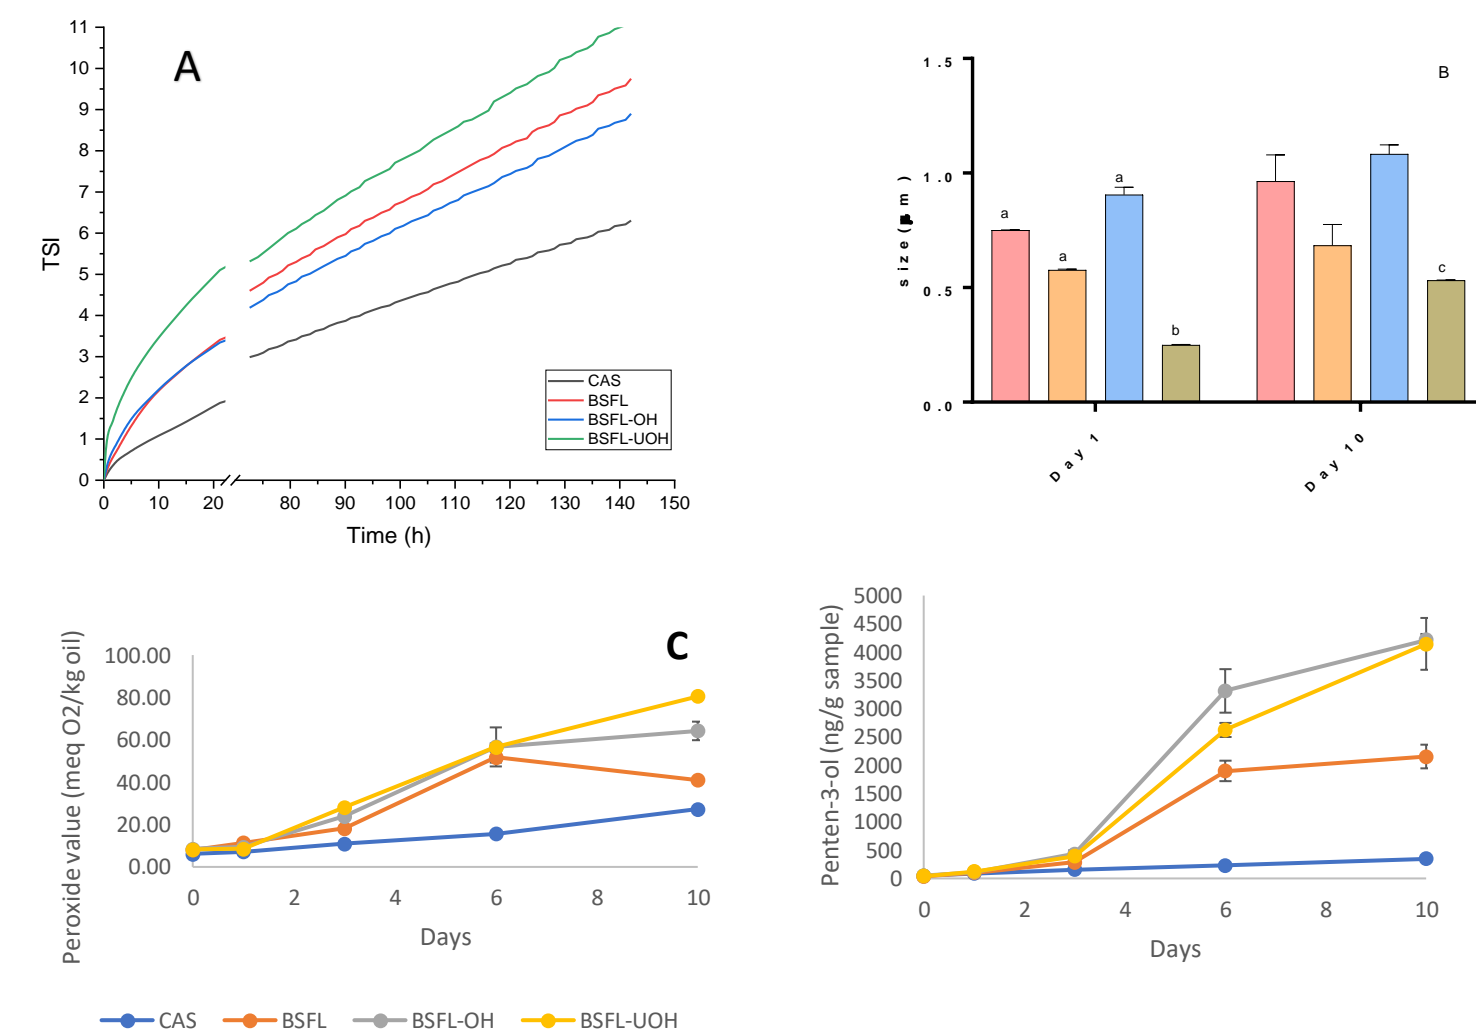 A
11
10
9
8
7
6
5
4
3
2
1
0
TSI
0 10 20 80 90 100 110 120 130 140 150
Time (h)
CAS
BSFL
BSFL-OH
BSFL-UOH
B
1.5
1.0
0.5
0.0
a
a
a
b
c
Day 1
Day 10
C
Peroxide value (meq O2/kg oil)
100.00
80.00
60.00
40.00
20.00
0.00
0 2 4 6 8 10
Days
Penten-3-ol (ng/g sample)
5000
4500
4000
3500
3000
2500
2000
1500
1000
500
0
0 2 4 6 8 10
Days
CAS BSFL BSFL-OH BSFL-UOH